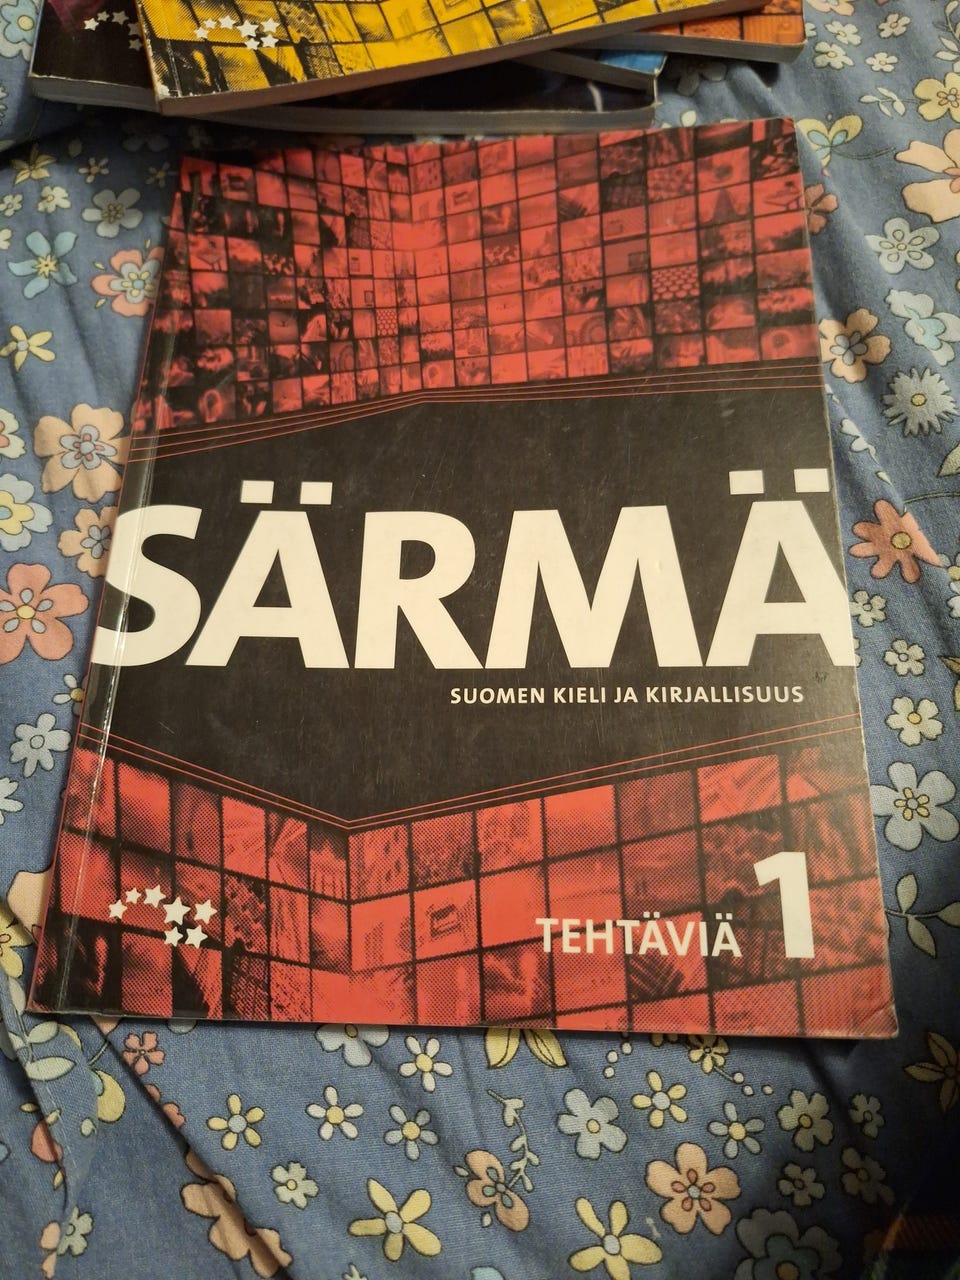 SÄRMÄ
SUOMEN KIELI JA KIRJALLISUUS
TEHTÄVIÄ 1